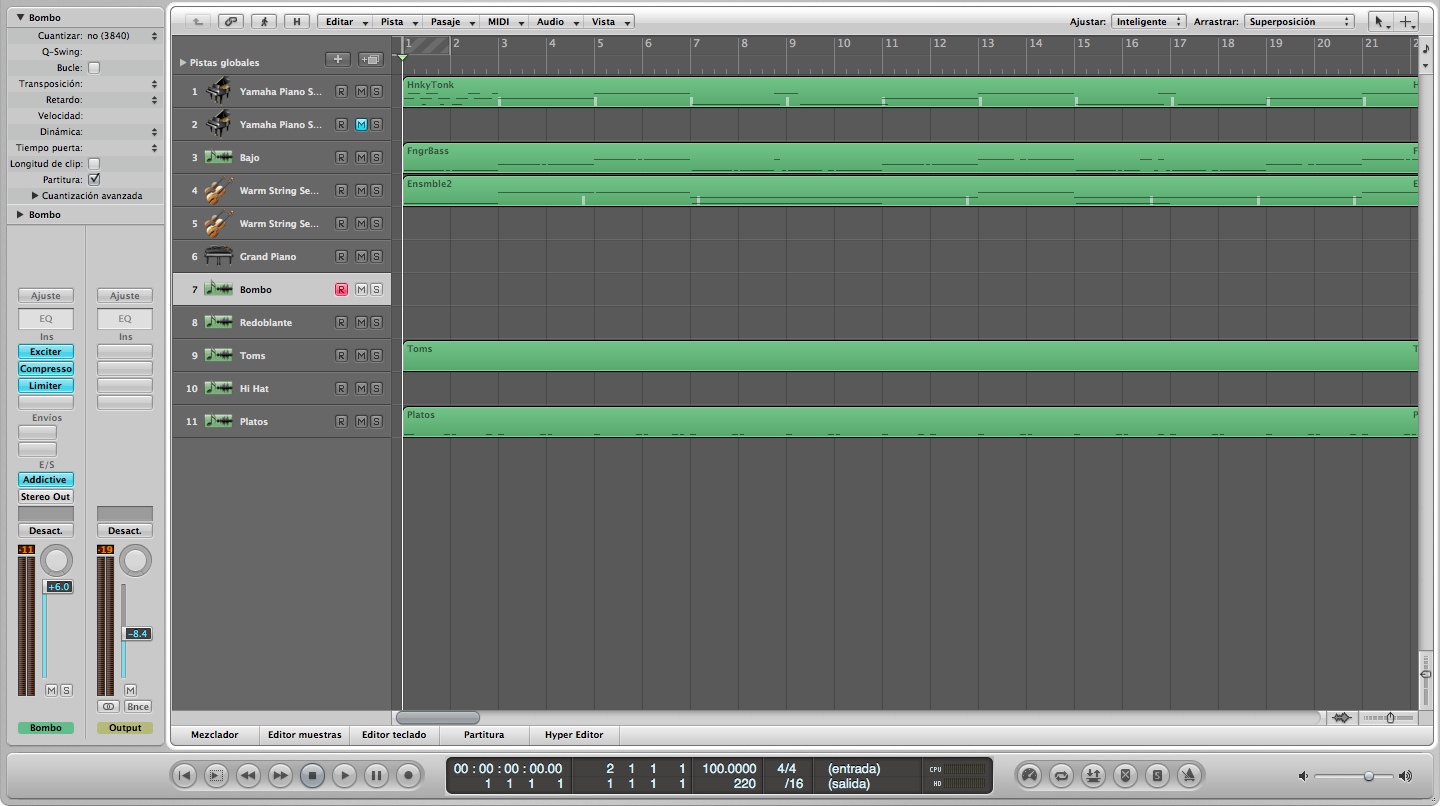 Bombo
Cuantizar: no (3840)
Q-Swing:
Bucle:
Transposición:
Retardo:
Velocidad:
Dinámica:
Tiempo puerta:
Longitud de clip:
Partitura:
Cuantización avanzada
Bombo
Ajuste Ajuste
EQ EQ
Ins Ins
Exciter
Compresso
Limiter
Envíos
E/S
Addictive
Stereo Out
Desact. Desact.
-11 -19
+6.0
-8.4
M S M
Bnce
Bombo Output
H Editar Pista Pasaje MIDI Audio Vista Ajustar: Inteligente Arrastrar: Superposición
Pistas globales
1 2 3 4 5 6 7 8 9 10 11 12 13 14 15 16 17 18 19 20 21 2
1 Yamaha Piano S... R M S
HnkyTonk H
2 Yamaha Piano S... R M S
3 Bajo R M S
FngrBass F
4 Warm String Se... R M S
Ensmble2 E
5 Warm String Se... R M S
6 Grand Piano R M S
7 Bombo R M S
8 Redoblante R M S
9 Toms R M S
Toms T
10 Hi Hat R M S
11 Platos R M S
Platos P
Mezclador Editor muestras Editor teclado Partitura Hyper Editor
00 : 00 : 00 : 00.00 2 1 1 1 100.0000 4/4 (entrada) CPU
1 1 1 1 1 1 1 1 220 /16 (salida) HD
S